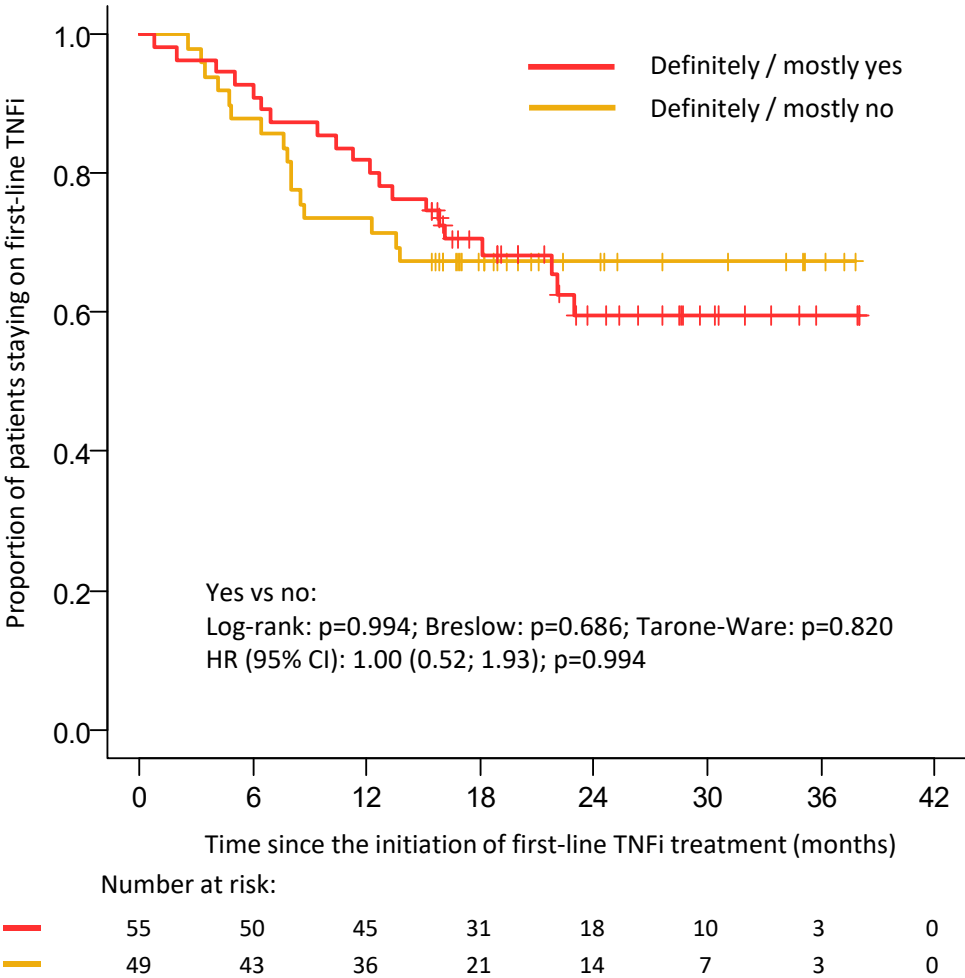 Proportion of patients staying on first-line TNFi
1.0
0.8
0.6
0.4
0.2
0.0
Definitely / mostly yes
Definitely / mostly no
Yes vs no:
Log-rank: p=0.994; Breslow: p=0.686; Tarone-Ware: p=0.820
HR (95% CI): 1.00 (0.52; 1.93); p=0.994
0 6 12 18 24 30 36 42
Time since the initiation of first-line TNFi treatment (months)
Number at risk:
55 50 45 31 18 10 3 0
49 43 36 21 14 7 3 0